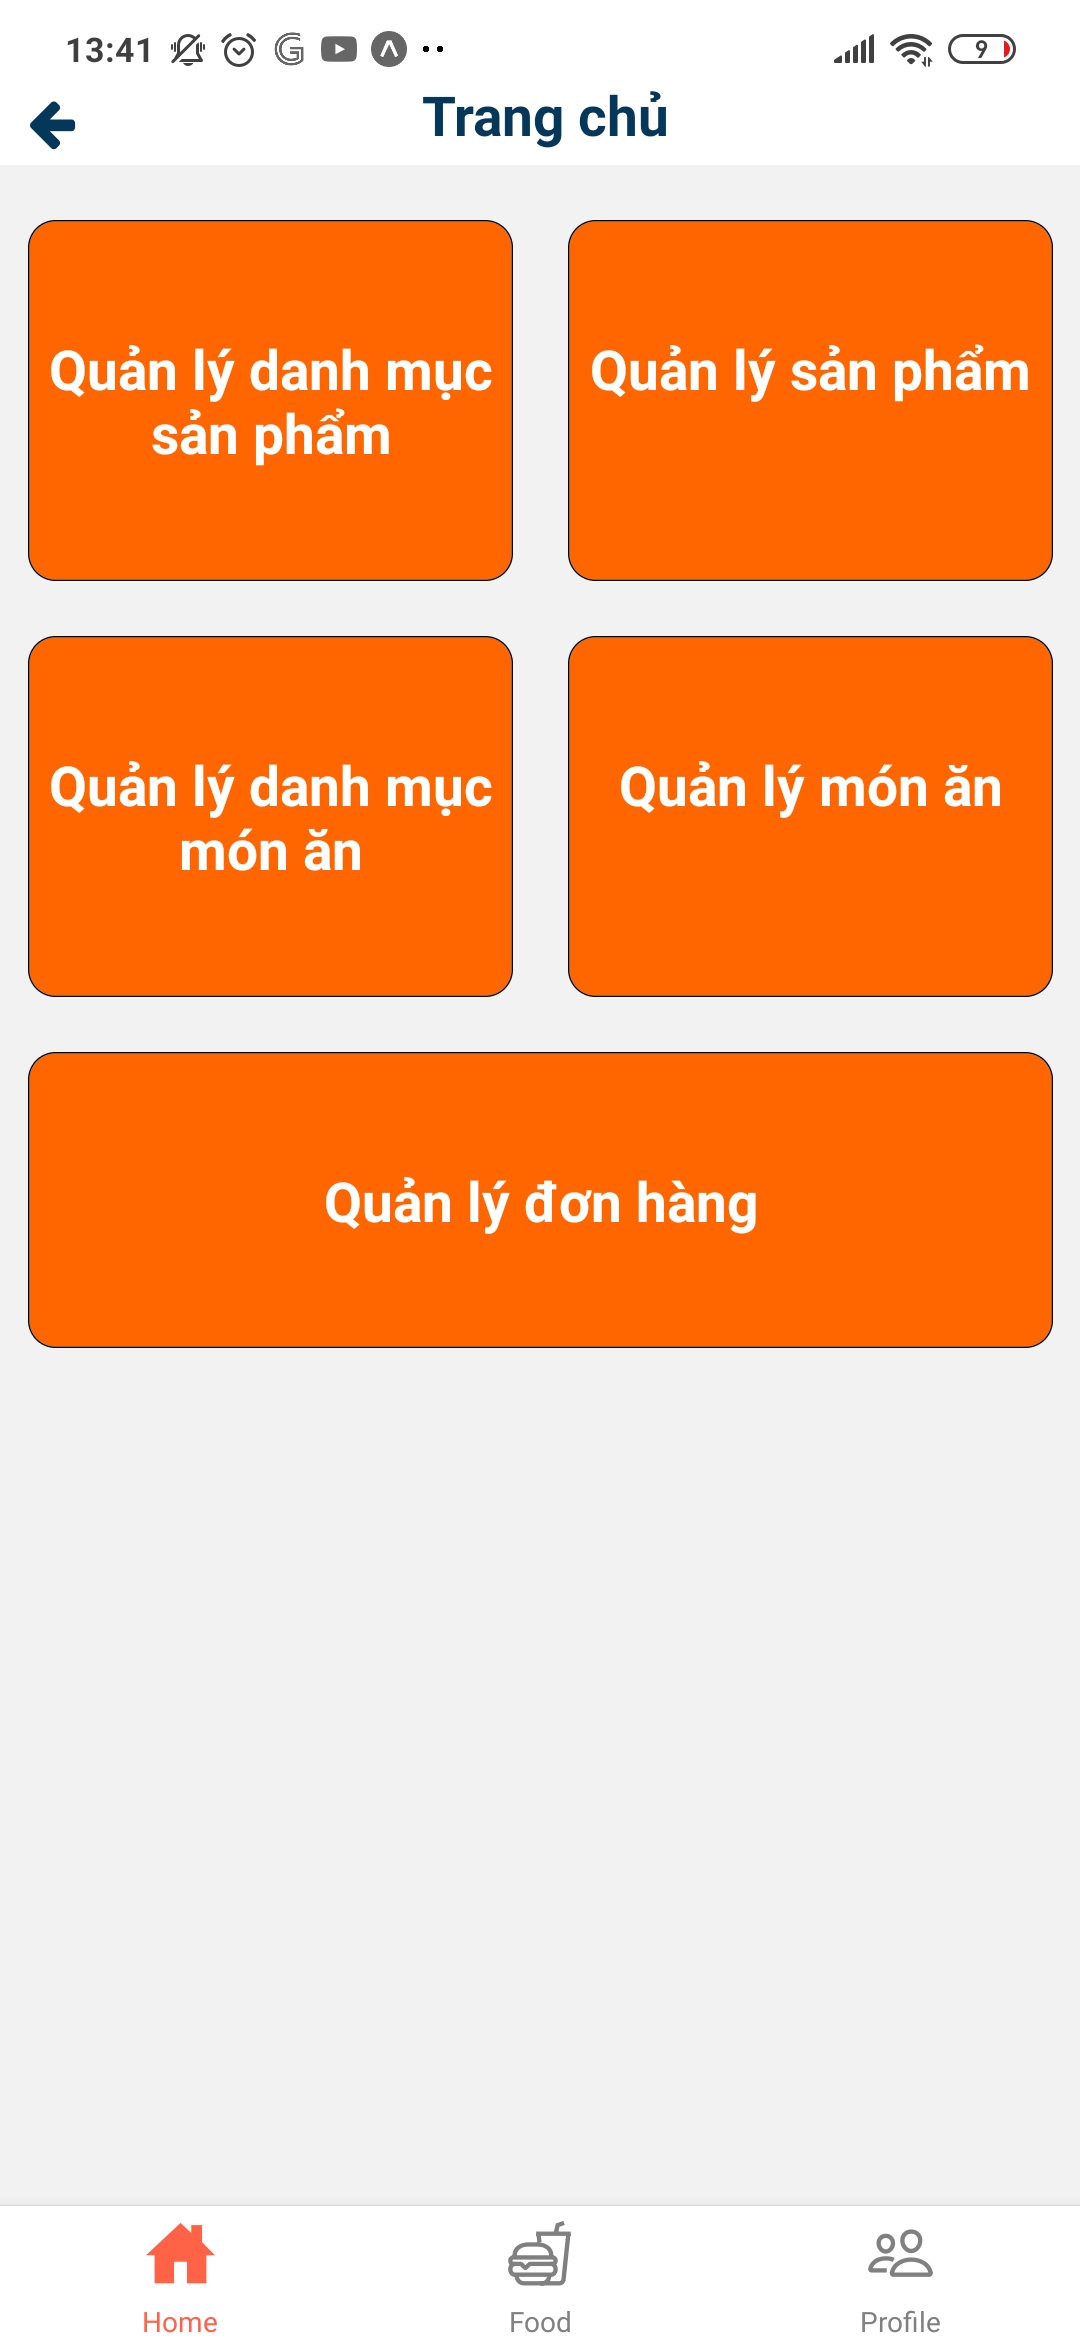 13:41
9
Trang chủ
Quản lý danh mục
sản phẩm
Quản lý sản phẩm
Quản lý danh mục
món ăn
Quản lý món ăn
Quản lý đơn hàng
Home
Food
Profile